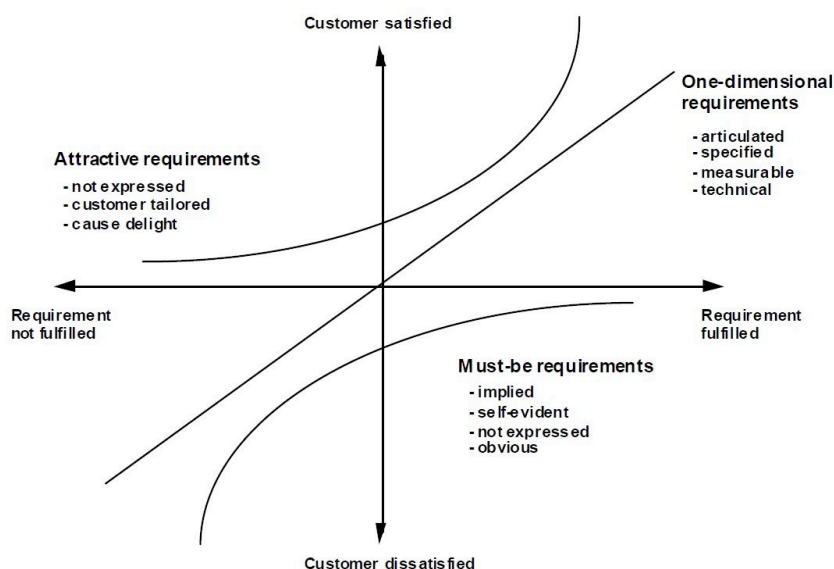 Customer satisfied
One-dimensional
requirements
- articulated
- specified
- measurable
- technical
Attractive requirements
- not expressed
- customer tailored
- cause delight
Requirement
not fulfilled
Requirement
fulfilled
Must-be requirements
- implied
- self-evident
- not expressed
- obvious
Customer dissatisfied